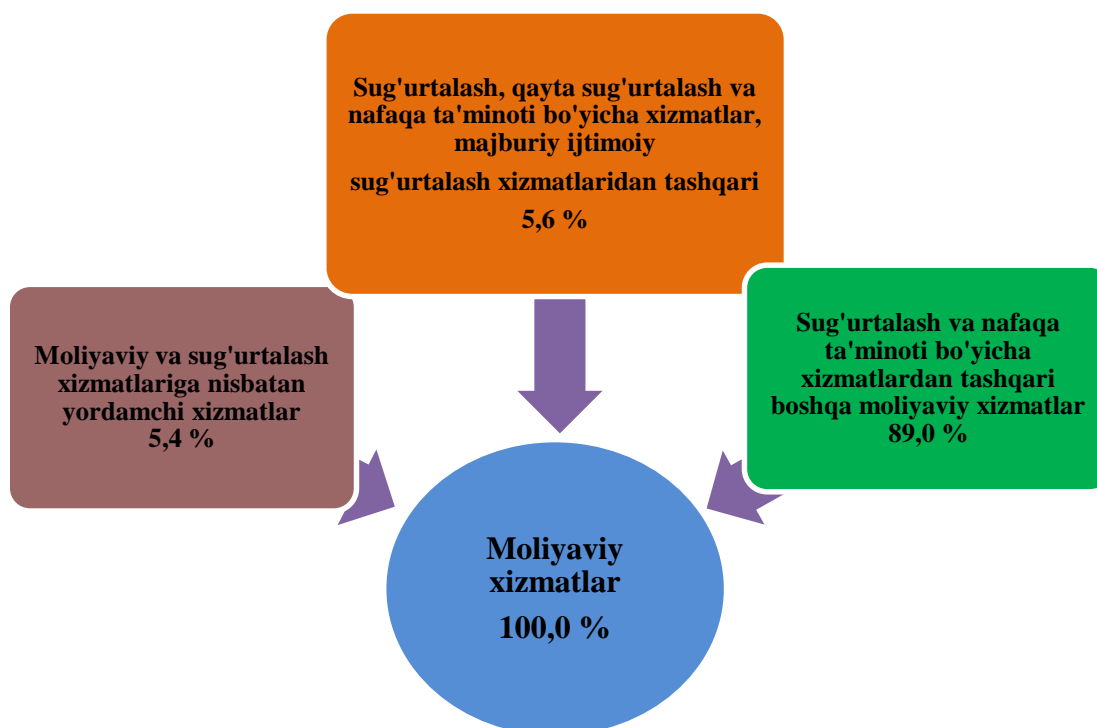 Sug'urtalash, qayta sug'urtalash va
nafaqa ta'minoti bo'yicha xizmatlar,
majburiy ijtimoiy
sug'urtalash xizmatlaridan tashqari
5,6 %
Moliyaviy va sug'urtalash
xizmatlariga nisbatan
yordamchi xizmatlar
5,4 %
Sug'urtalash va nafaqa
ta'minoti bo'yicha
xizmatlardan tashqari
boshqa moliyaviy xizmatlar
89,0 %
Moliyaviy
xizmatlar
100,0 %